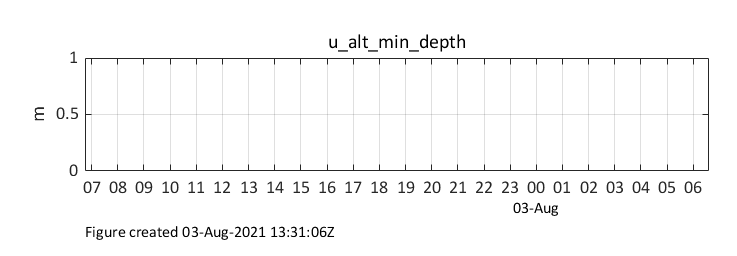 u_alt_min_depth
1
m
0.5
0
07 08 09 10 11 12 13 14 15 16 17 18 19 20 21 22 23 00 01 02 03 04 05 06
03-Aug
Figure created 03-Aug-2021 13:31:06Z